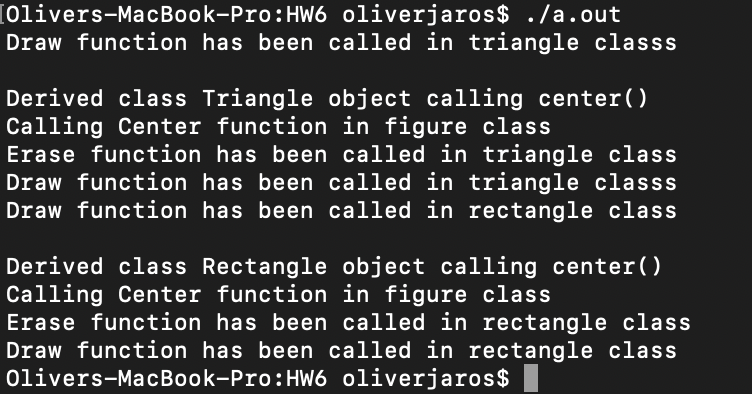 Olivers-MacBook-Pro:HW6 oliverjaros$ ./a.out
Draw function has been called in triangle classs
Derived class Triangle object calling center()
Calling Center function in figure class
Erase function has been called in triangle class
Draw function has been called in triangle classs
Draw function has been called in rectangle class
Derived class Rectangle object calling center()
Calling Center function in figure class
Erase function has been called in rectangle class
Draw function has been called in rectangle class
Olivers-MacBook-Pro:HW6 oliverjaros$